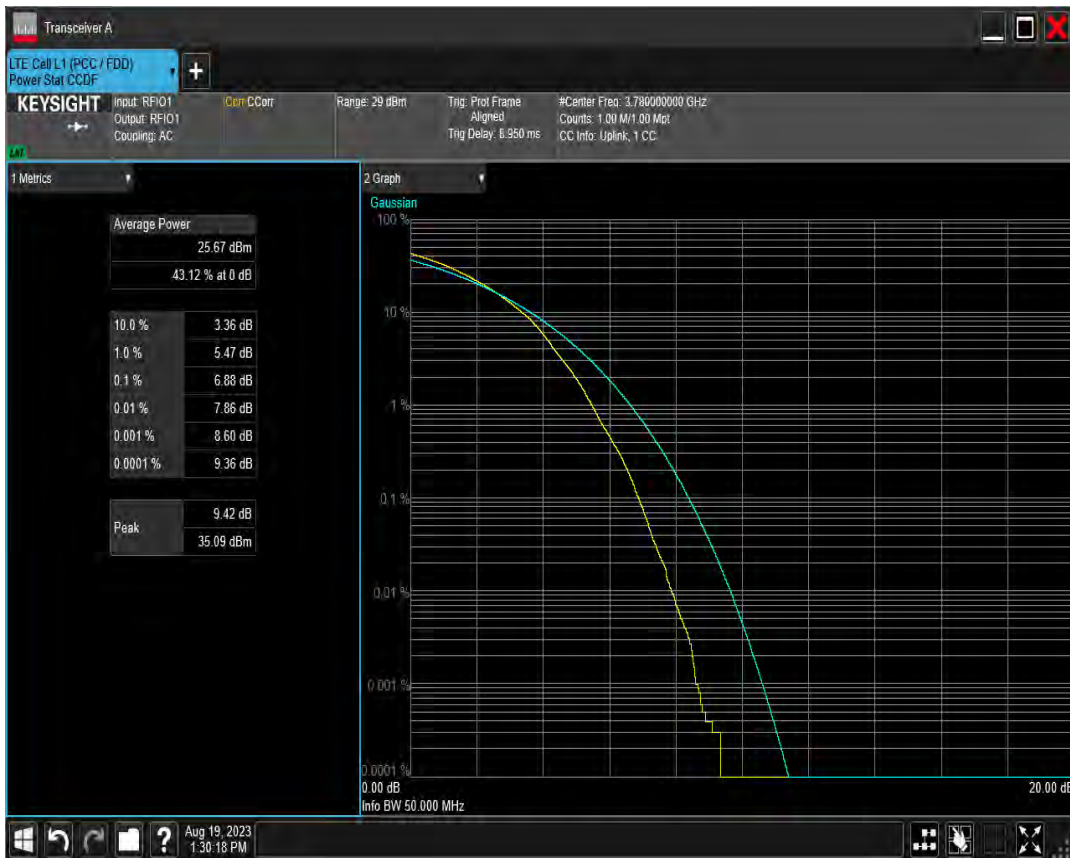 Transceiver A
LTE Cell L1 (PCC / FDD)
Power Stat CCDF
+
KEYSIGHT
Input: RFIO1
Output: RFIO1
Coupling: AC
Corr CCorr
Range: 29 dBm
Trig: Prot Frame
Aligned
Trig Delay: 8.950 ms
#Center Freq: 3.780000000 GHz
Counts: 1.00 M/1.00 Mpt
CC Info: Uplink, 1 CC
LXI
1 Metrics
Average Power
25.67 dBm
43.12 % at 0 dB
10.0 % 3.36 dB
1.0 % 5.47 dB
0.1 % 6.88 dB
0.01 % 7.86 dB
0.001 % 8.60 dB
0.0001 % 9.36 dB
Peak 9.42 dB
35.09 dBm
2 Graph
Gaussian
100 %
10 %
1 %
0.1 %
0.01 %
0.001 %
0.0001 %
0.00 dB 20.00 dB
Info BW 50.000 MHz
? Aug 19, 2023
1:30:18 PM